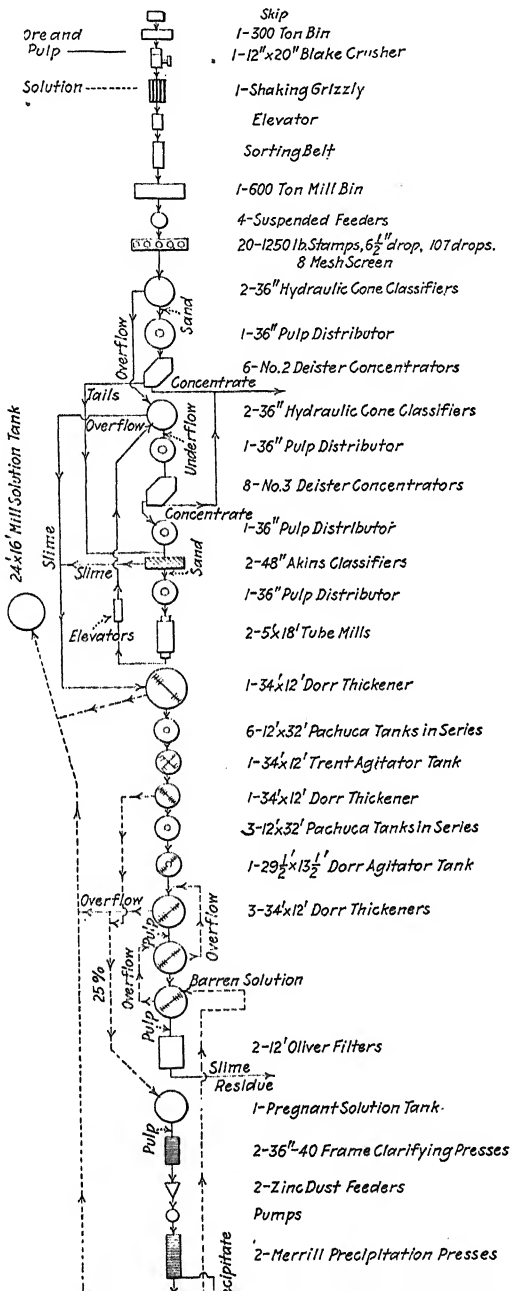 Skip
ore and
Pulp
1-300 Ton Bin
1-12"x20" Blake Crusher
Solution
1-Shaking Grizzly
Elevator
Sorting Belt
1-600 Ton Mill Bin
4-Suspended Feeders
20-1250 lb. Stamps, 6 1/2" drop, 107 drops.
8 Mesh Screen
2-36" Hydraulic Cone Classifiers
Sand
Overflow
1-36" Pulp Distributor
6-No.2 Deister Concentrators
Concentrate
Tails
2-36" Hydraulic Cone Classifiers
Overflow
Underflow
1-36" Pulp Distributor
8-No.3 Deister Concentrators
Concentrate
1-36" Pulp Distributor
24'x16' Mill Solution Tank
Slime
Slime
2-48" Akins Classifiers
Sand
1-36" Pulp Distributor
Elevators
2-5'x18' Tube Mills
1-34'x12' Dorr Thickener
6-12'x32' Pachuca Tanks in Series
1-34'x12' Trent Agitator Tank
1-34'x12' Dorr Thickener
3-12'x32' Pachuca Tanks in Series
1-29 1/2'x13 1/2' Dorr Agitator Tank
Overflow
3-34'x12' Dorr Thickeners
Pulp
Overflow
Overflow
25%
Barren Solution
Pulp
2-12' Oliver Filters
Slime
Residue
1-Pregnant Solution Tank.
Pulp
2-36"-40 Frame Clarifying Presses
2-Zinc Dust Feeders
Pumps
2-Merrill Precipitation Presses
cipitate